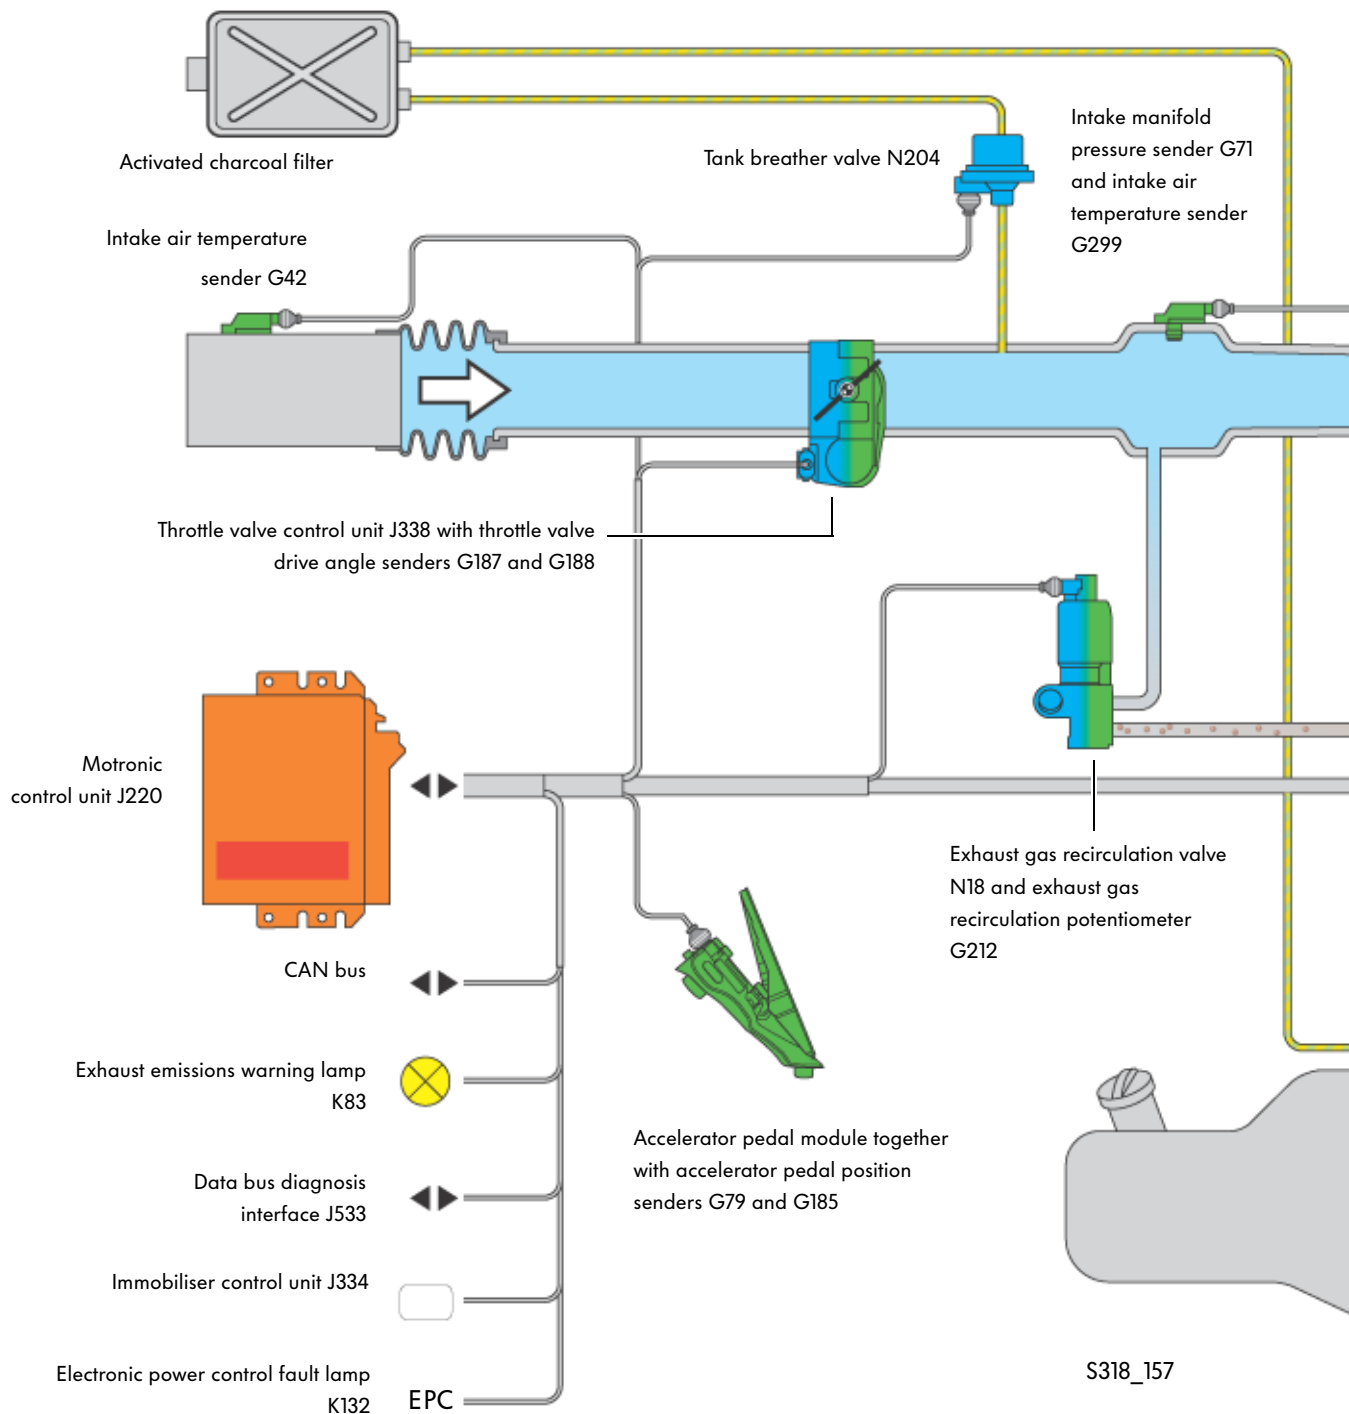 Activated charcoal filter
Tank breather valve N204
Intake manifold
pressure sender G71
and intake air
temperature sender
G299
Intake air temperature
sender G42
Throttle valve control unit J338 with throttle valve
drive angle senders G187 and G188
Motronic
control unit J220
Exhaust gas recirculation valve
N18 and exhaust gas
recirculation potentiometer
G212
CAN bus
Exhaust emissions warning lamp
K83
Accelerator pedal module together
with accelerator pedal position
senders G79 and G185
Data bus diagnosis
interface J533
Immobiliser control unit J334
Electronic power control fault lamp
K132
EPC
S318_157